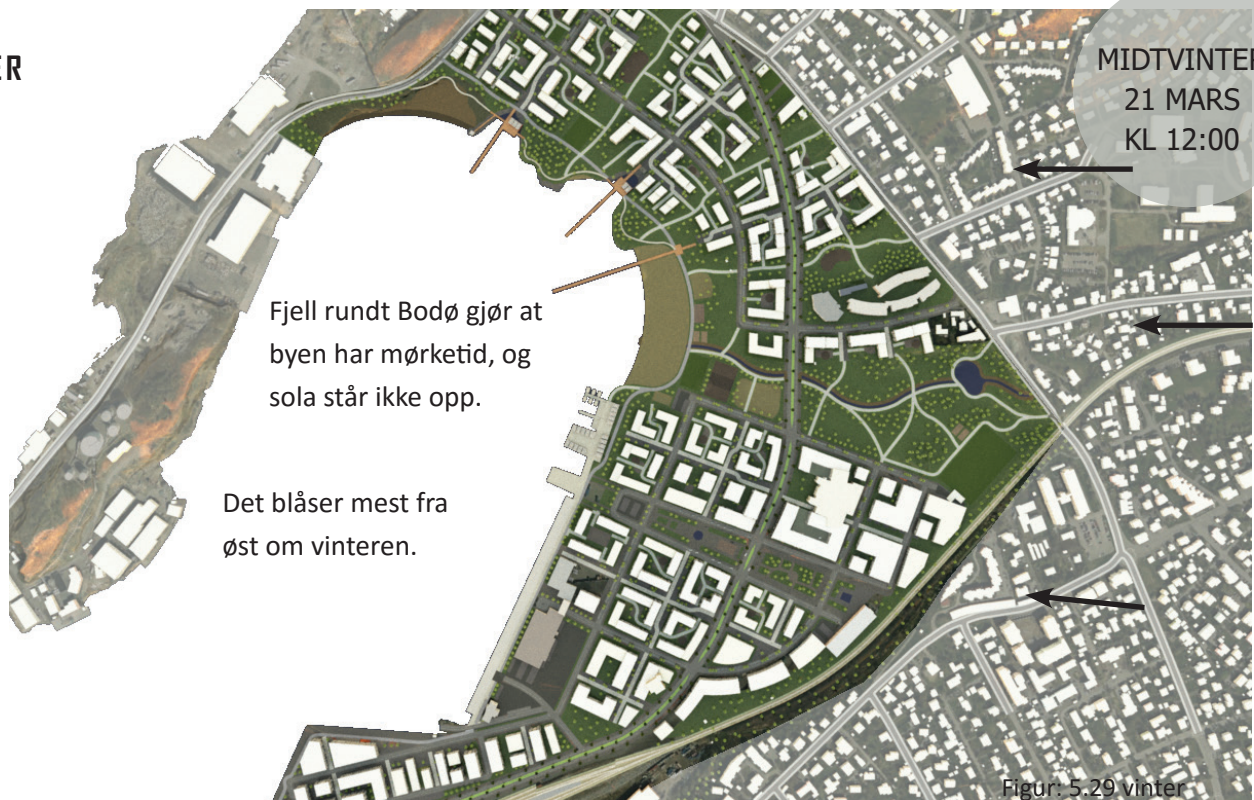 ER
MIDTVINTER
21 MARS
KL 12:00
Fjell rundt Bodø gjør at
byen har mørketid, og
sola står ikke opp.
Det blåser mest fra
øst om vinteren.
Figur: 5.29 vinter